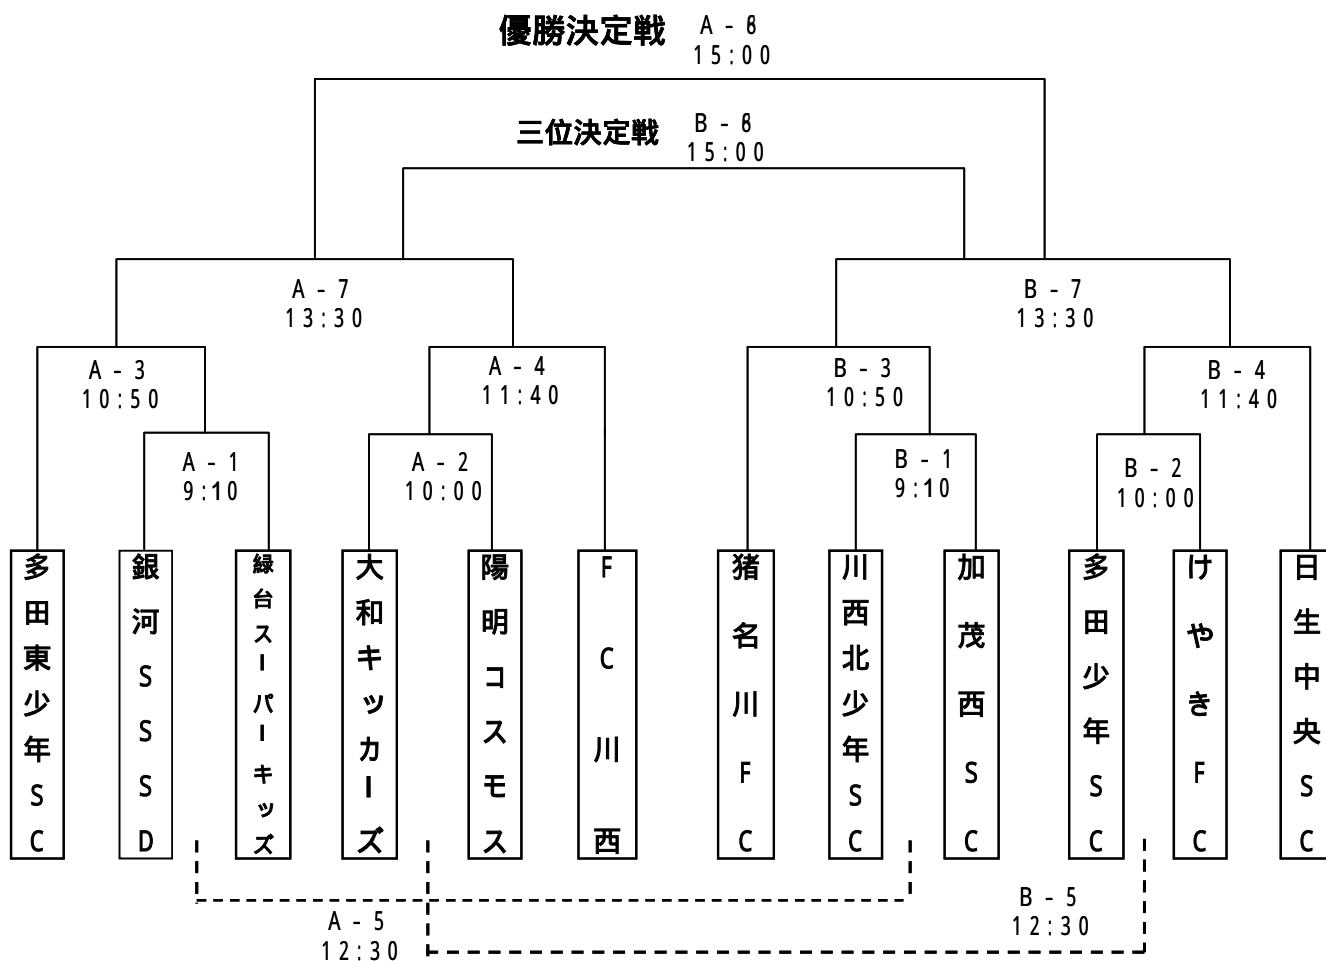 優勝決定戦
A-8
15:00
三位決定戦
B-8
15:00
A-7
13:30
B-7
13:30
A-3
10:50
A-4
11:40
B-3
10:50
B-4
11:40
A-1
9:10
A-2
10:00
B-1
9:10
B-2
10:00
多田東少年SC
銀河SSSD
緑台スーパーキッズ
大和キッカーズ
陽明コスモス
FC川西
猪名川FC
川西北少年SC
加茂西SC
多田少年SC
けやきFC
日生中央SC
A-5
12:30
B-5
12:30